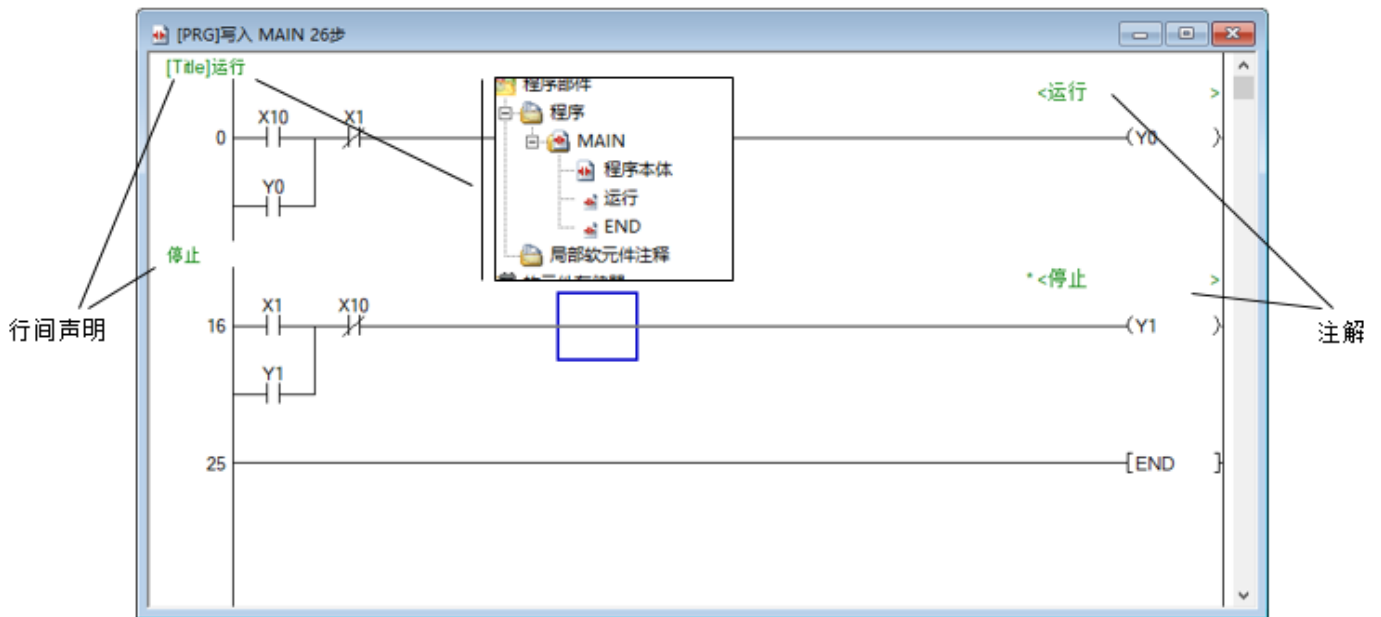 [PRG]写入 MAIN 26步
[Title]运行
<运行 >
X10 X1
0 (Y0 )
Y0
程序部件
程序
MAIN
程序本体
运行
END
局部软元件注释
停止
*<停止 >
X1 X10
16 (Y1 )
Y1
行间声明
注解
25 [END ]